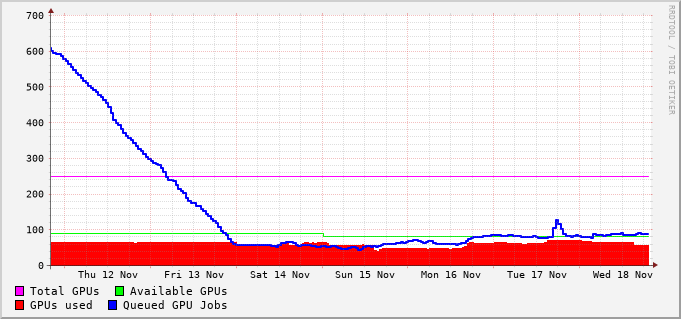 700
600
500
400
300
200
100
0
Thu 12 Nov Fri 13 Nov Sat 14 Nov Sun 15 Nov Mon 16 Nov Tue 17 Nov Wed 18 Nov
Total GPUs Available GPUs
GPUs used Queued GPU Jobs
RRDTOOL / TOBI OETIKER